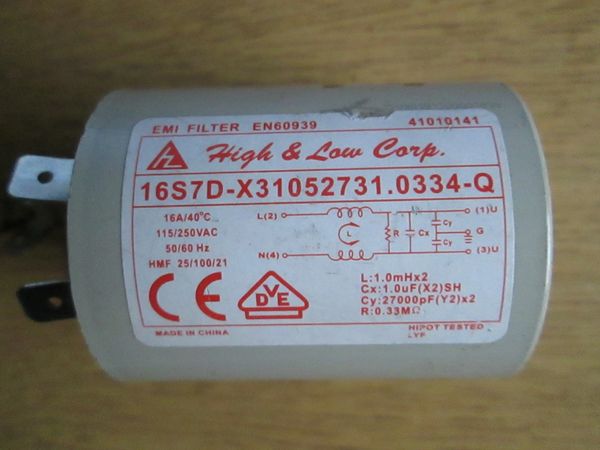 EMI FILTER EN60939 41010141
High & Low Corp.
16S7D-X31052731.0334-Q
16A/40°C
115/250VAC
50/60 Hz
HMF 25/100/21
L(2) (1)U
R Cx Cy G
L Cy
N(4) (3)U
L:1.0mHx2
Cx:1.0uF(X2)SH
Cy:27000pF(Y2)x2
R:0.33MΩ
CE DVE
MADE IN CHINA
HIPOT TESTED
LYF